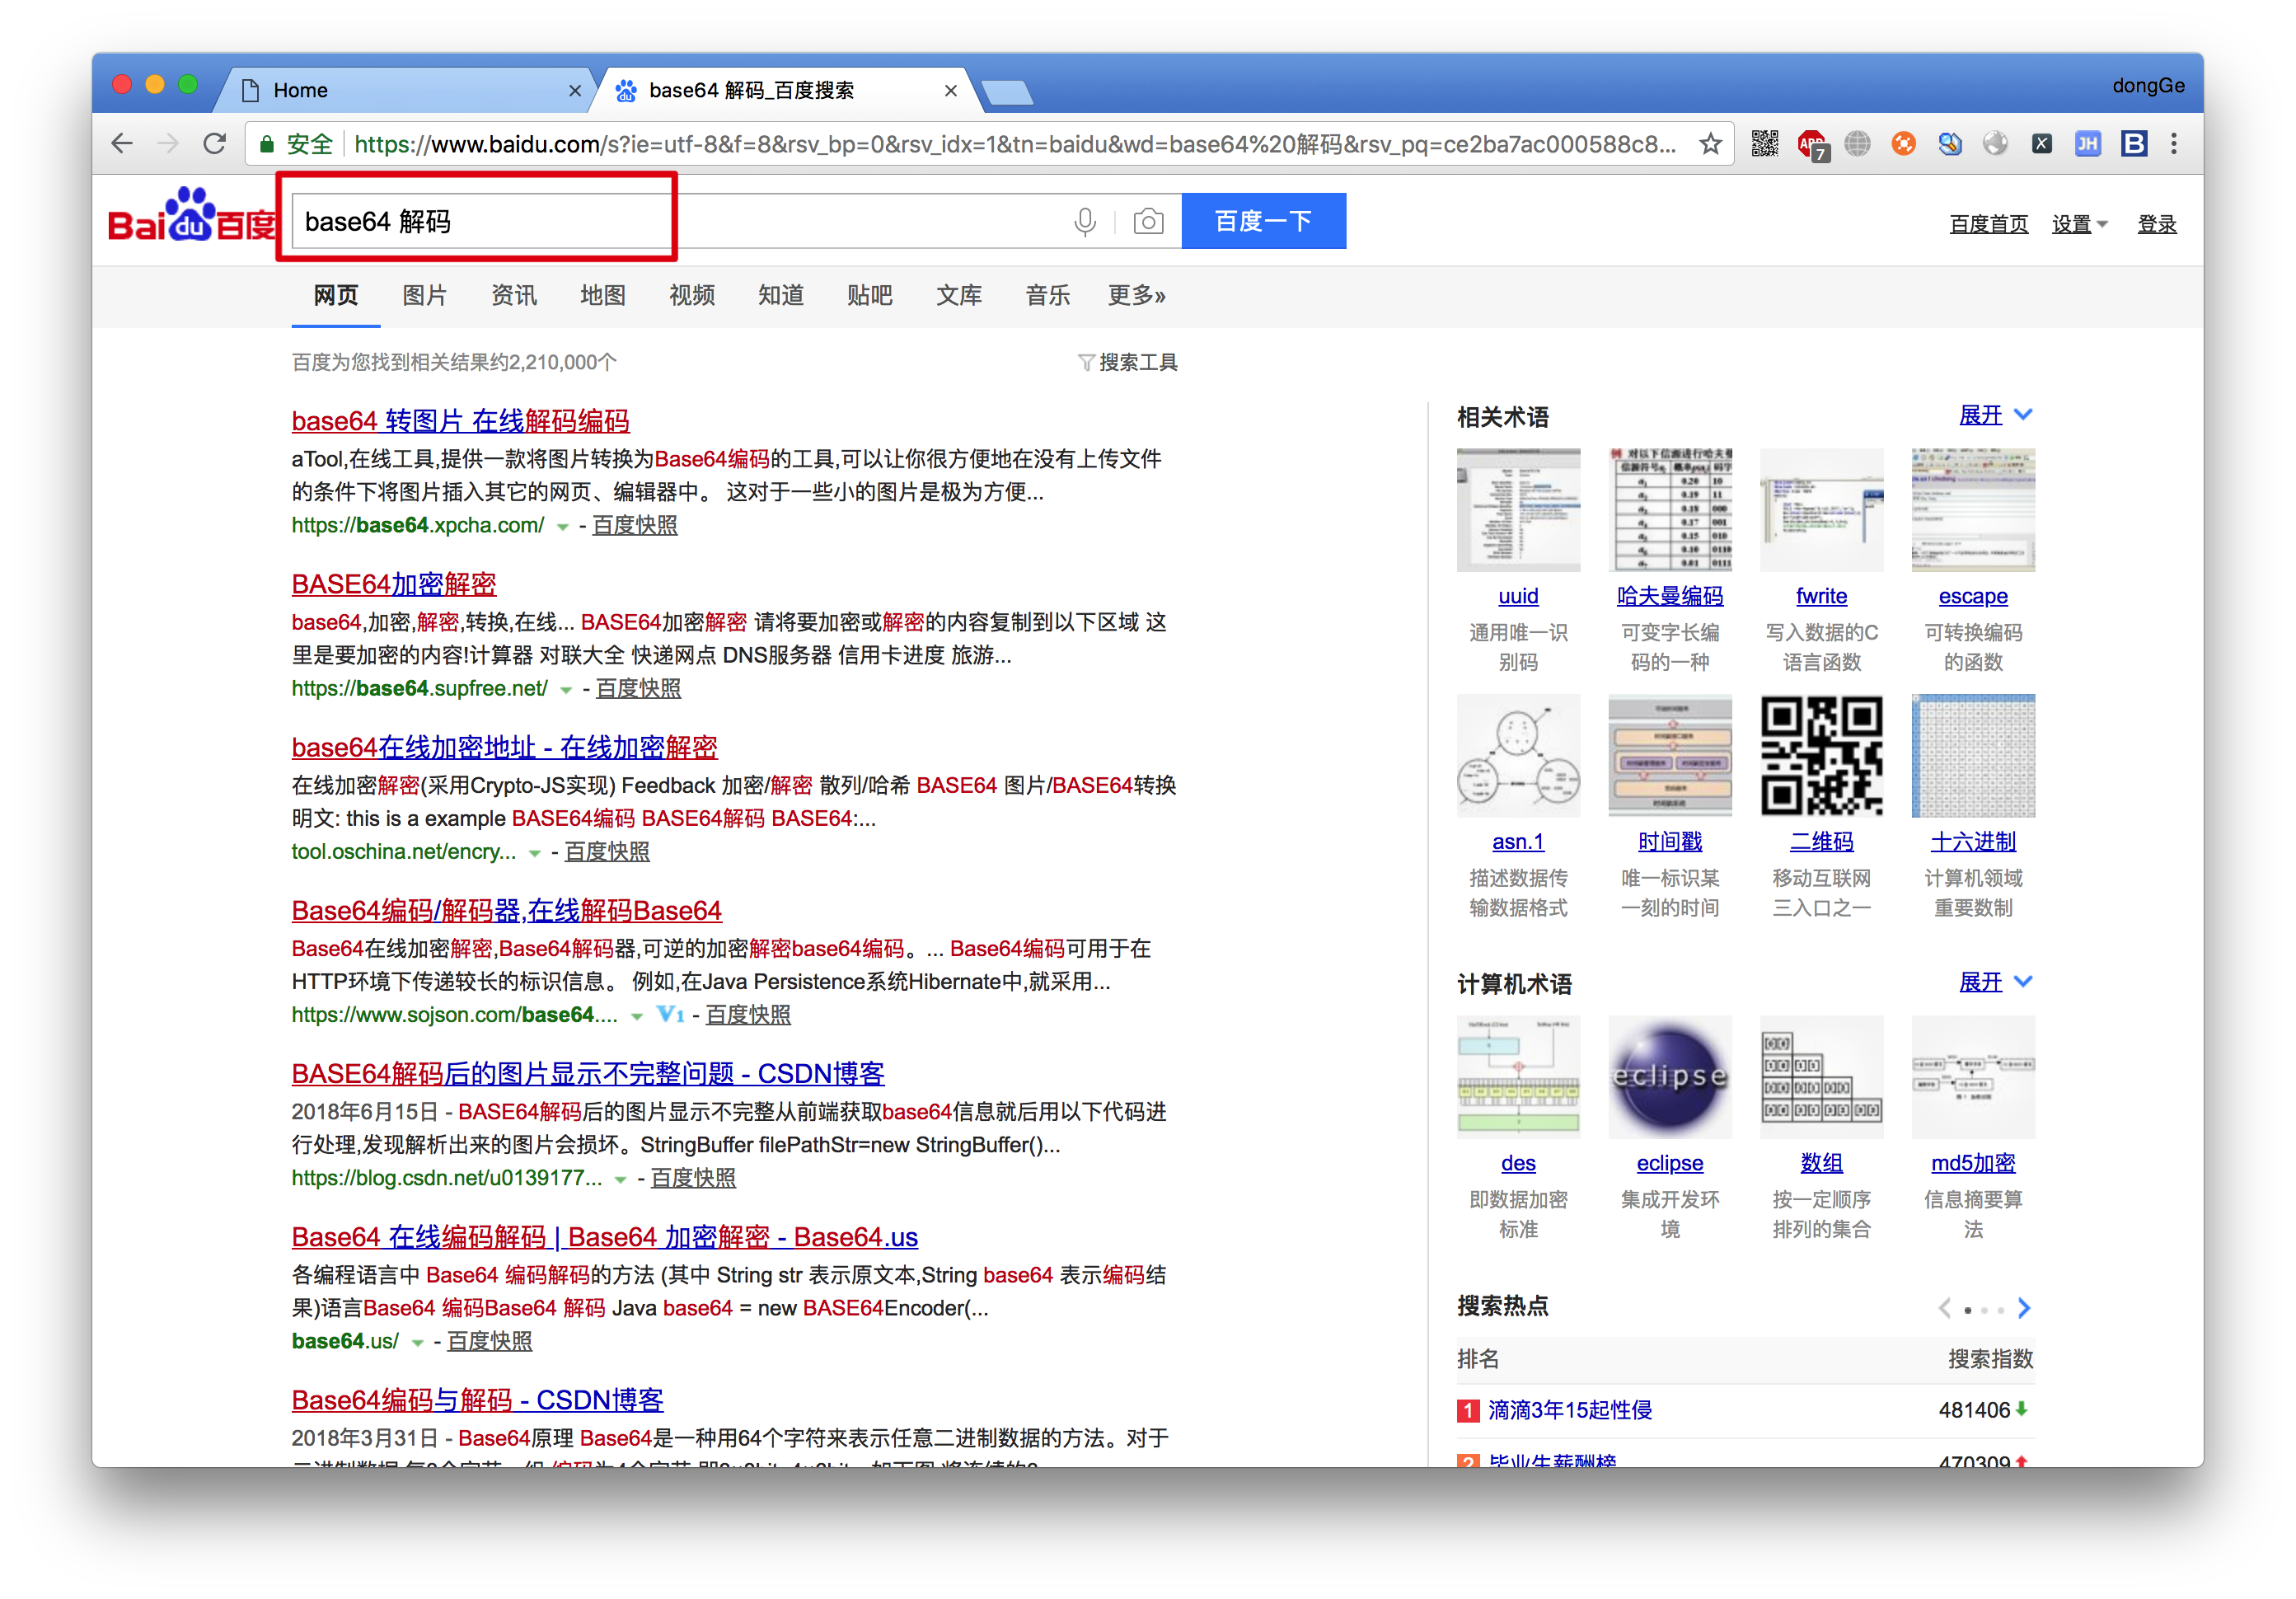 Home
base64 解码_百度搜索
dongGe
安全
https://www.baidu.com/s?ie=utf-8&f=8&rsv_bp=0&rsv_idx=1&tn=baidu&wd=base64%20解码&rsv_pq=ce2ba7ac000588c8...
ABP
7
X
JH
B
Bai du 百度
base64 解码
百度一下
百度首页
设置
登录
网页
图片
资讯
地图
视频
知道
贴吧
文库
音乐
更多»
百度为您找到相关结果约2,210,000个
搜索工具
base64 转图片 在线解码编码
aTool,在线工具,提供一款将图片转换为Base64编码的工具,可以让你很方便地在没有上传文件
的条件下将图片插入其它的网页、编辑器中。 这对于一些小的图片是极为方便...
https://base64.xpcha.com/ - 百度快照
BASE64加密解密
base64,加密,解密,转换,在线... BASE64加密解密 请将要加密或解密的内容复制到以下区域 这
里是要加密的内容!计算器 对联大全 快递网点 DNS服务器 信用卡进度 旅游...
https://base64.supfree.net/ - 百度快照
base64在线加密地址 - 在线加密解密
在线加密解密(采用Crypto-JS实现) Feedback 加密/解密 散列/哈希 BASE64 图片/BASE64转换
明文: this is a example BASE64编码 BASE64解码 BASE64:...
tool.oschina.net/encry... - 百度快照
Base64编码/解码器,在线解码Base64
Base64在线加密解密,Base64解码器,可逆的加密解密base64编码。... Base64编码可用于在
HTTP环境下传递较长的标识信息。 例如,在Java Persistence系统Hibernate中,就采用...
https://www.sojson.com/base64.... V1 - 百度快照
BASE64解码后的图片显示不完整问题 - CSDN博客
2018年6月15日 - BASE64解码后的图片显示不完整从前端获取base64信息就后用以下代码进
行处理,发现解析出来的图片会损坏。StringBuffer filePathStr=new StringBuffer()...
https://blog.csdn.net/u0139177... - 百度快照
Base64 在线编码解码 | Base64 加密解密 - Base64.us
各编程语言中 Base64 编码解码的方法 (其中 String str 表示原文本,String base64 表示编码结
果)语言Base64 编码Base64 解码 Java base64 = new BASE64Encoder(...
base64.us/ - 百度快照
Base64编码与解码 - CSDN博客
2018年3月31日 - Base64原理 Base64是一种用64个字符来表示任意二进制数据的方法。对于
相关术语
展开
例 对以下信源进行哈夫曼
信源符号 概率 码字
0.20 10
0.19 11
0.18 000
0.17 001
0.15 010
0.10 0110
0.01 0111
uuid
通用唯一识
别码
哈夫曼编码
可变字长编
码的一种
fwrite
写入数据的C
语言函数
escape
可转换编码
的函数
asn.1
描述数据传
输数据格式
时间戳
唯一标识某
一刻的时间
二维码
移动互联网
三入口之一
十六进制
计算机领域
重要数制
计算机术语
展开
eclipse
des
即数据加密
标准
eclipse
集成开发环
境
数组
按一定顺序
排列的集合
md5加密
信息摘要算
法
搜索热点
排名
搜索指数
1 滴滴3年15起性侵
481406
2 毕业生薪酬榜
470309